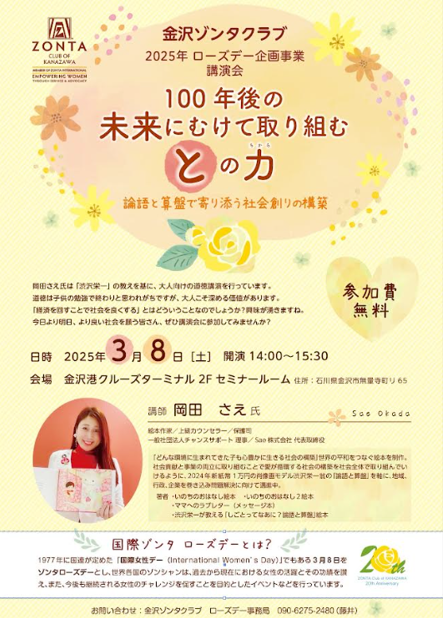 ZONTA
CLUB OF
KANAZAWA
MEMBER OF ZONTA INTERNATIONAL
EMPOWERING WOMEN
THROUGH SERVICE & ADVOCACY
金沢ゾンタクラブ
2025年 ローズデー企画事業
講演会
100年後の
未来にむけて取り組む
ちから
との力
論語と算盤で寄り添う社会創りの構築
岡田さえ氏は「渋沢栄一」の教えを基に、大人向けの道徳講演を行っています。
道徳は子供の勉強で終わりと思われがちですが、大人こそ深める価値があります。
「経済を回すことで社会を良くする」とはどういうことなのでしょうか?興味が湧きますね。
今日より明日、より良い社会を願う皆さん、ぜひ講演会に参加してみませんか?
参加費
無料
日時 2025年3月8日[土] 開演 14:00~15:30
会場 金沢港クルーズターミナル 2F セミナールーム 住所:石川県金沢市無量寺町リ65
講師 岡田 さえ 氏
Sae Okada
絵本作家/上級カウンセラー/保護司
一般社団法人チャンスサポート 理事/Sae 株式会社 代表取締役
「どんな環境に生まれてきた子も心豊かに生きる社会の構築」世界の平和をつなぐ絵本を制作。
社会貢献と事業の両立に取り組むことで愛が循環する社会の構築を社会全体で取り組んでい
けるように、2024年新紙幣1万円の肖像画モデル渋沢栄一翁の「論語と算盤」を軸に、地域、
行政、企業を巻き込み問題解決に向けて講演中。
著者 ・いのちのおはなし絵本 ・いのちのおはなし2絵本
・ママへのラブレター(メッセージ本)
・渋沢栄一が教える「しごとってなあに?論語と算盤」絵本
国際ゾンタ ローズデーとは?
1977年に国連が定めた「国際女性デー(International Women's Day)」でもある3月8日を
ゾンタローズデーとし、世界各国のゾンシャンは、過去から現在における女性の活躍とその功績を讃
え、また、今後も継続される女性のチャレンジを促すことを目的としたイベントなどを行っています。
20th
Zonta Club of KANAZAWA
20th Anniversary
お問い合わせ:金沢ゾンタクラブ ローズデー事務局 090-6275-2480(藤井)